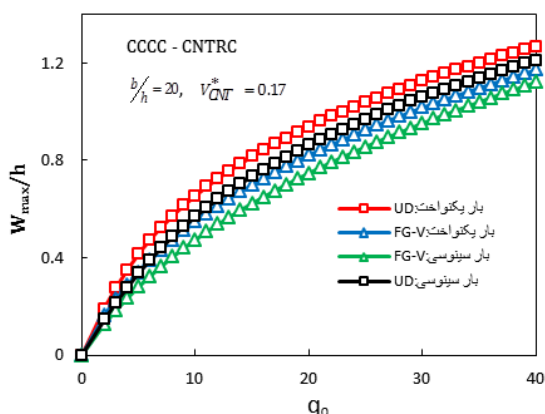 CCCC - CNTRC
b/h = 20, V*CNT = 0.17
1.2
0.8
0.4
0
Wmax/h
UD:بار یکنواخت
FG-V:بار یکنواخت
FG-V:بار سینوسی
UD:بار سینوسی
0 10 20 30 40
q0